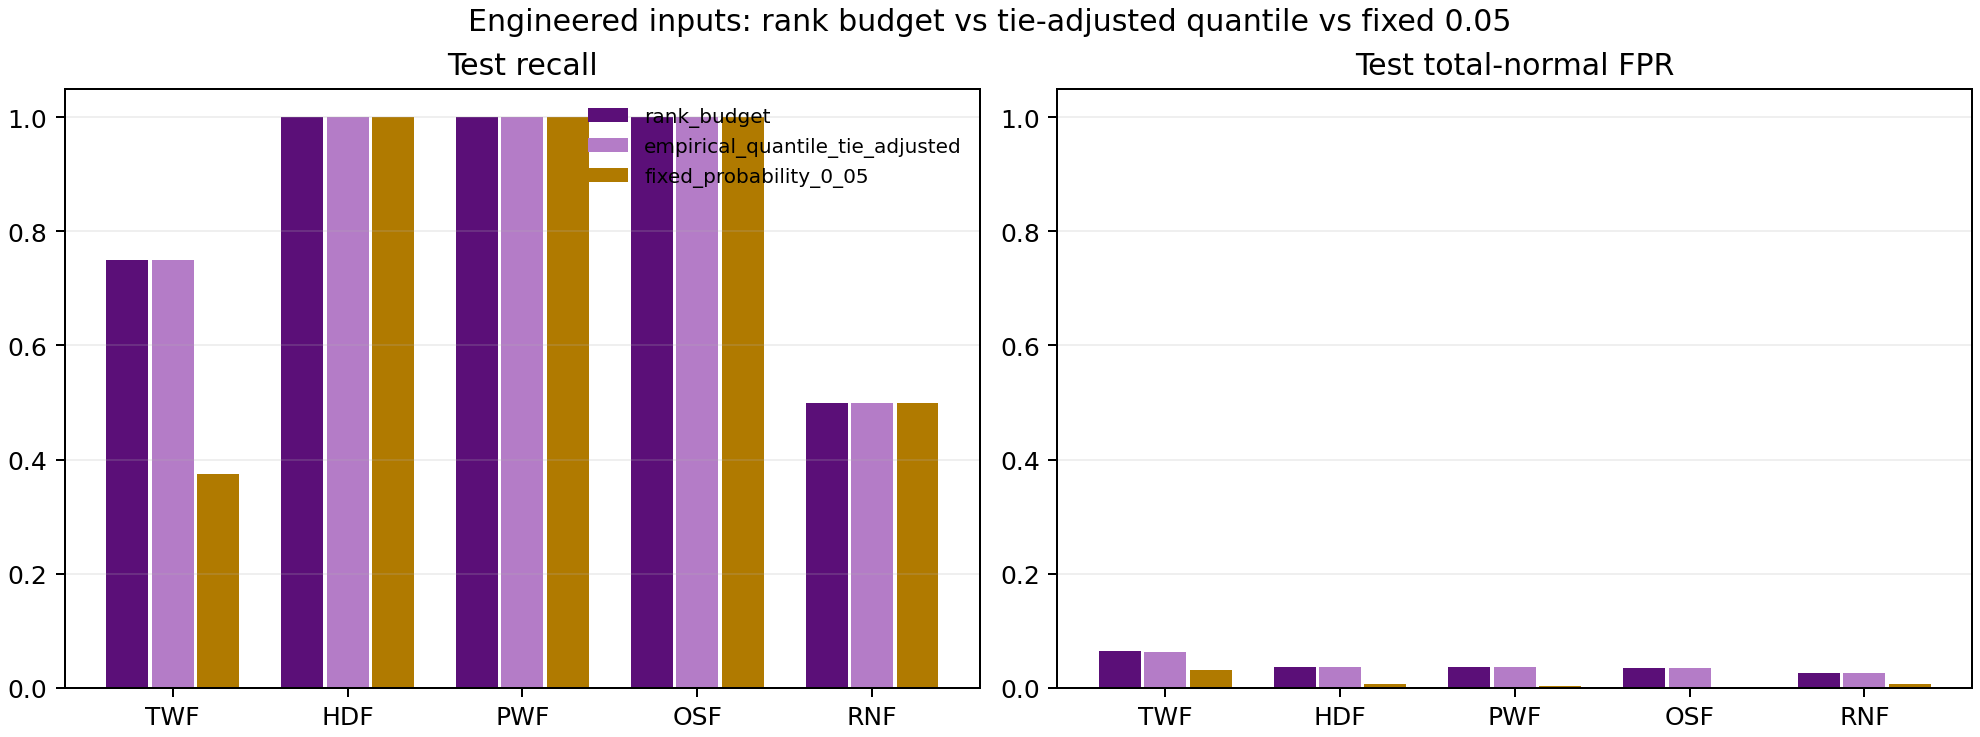 Engineered inputs: rank budget vs tie-adjusted quantile vs fixed 0.05
Test recall
1.0
0.8
0.6
0.4
0.2
0.0
rank_budget
empirical_quantile_tie_adjusted
fixed_probability_0_05
TWF HDF PWF OSF RNF
Test total-normal FPR
1.0
0.8
0.6
0.4
0.2
0.0
TWF HDF PWF OSF RNF